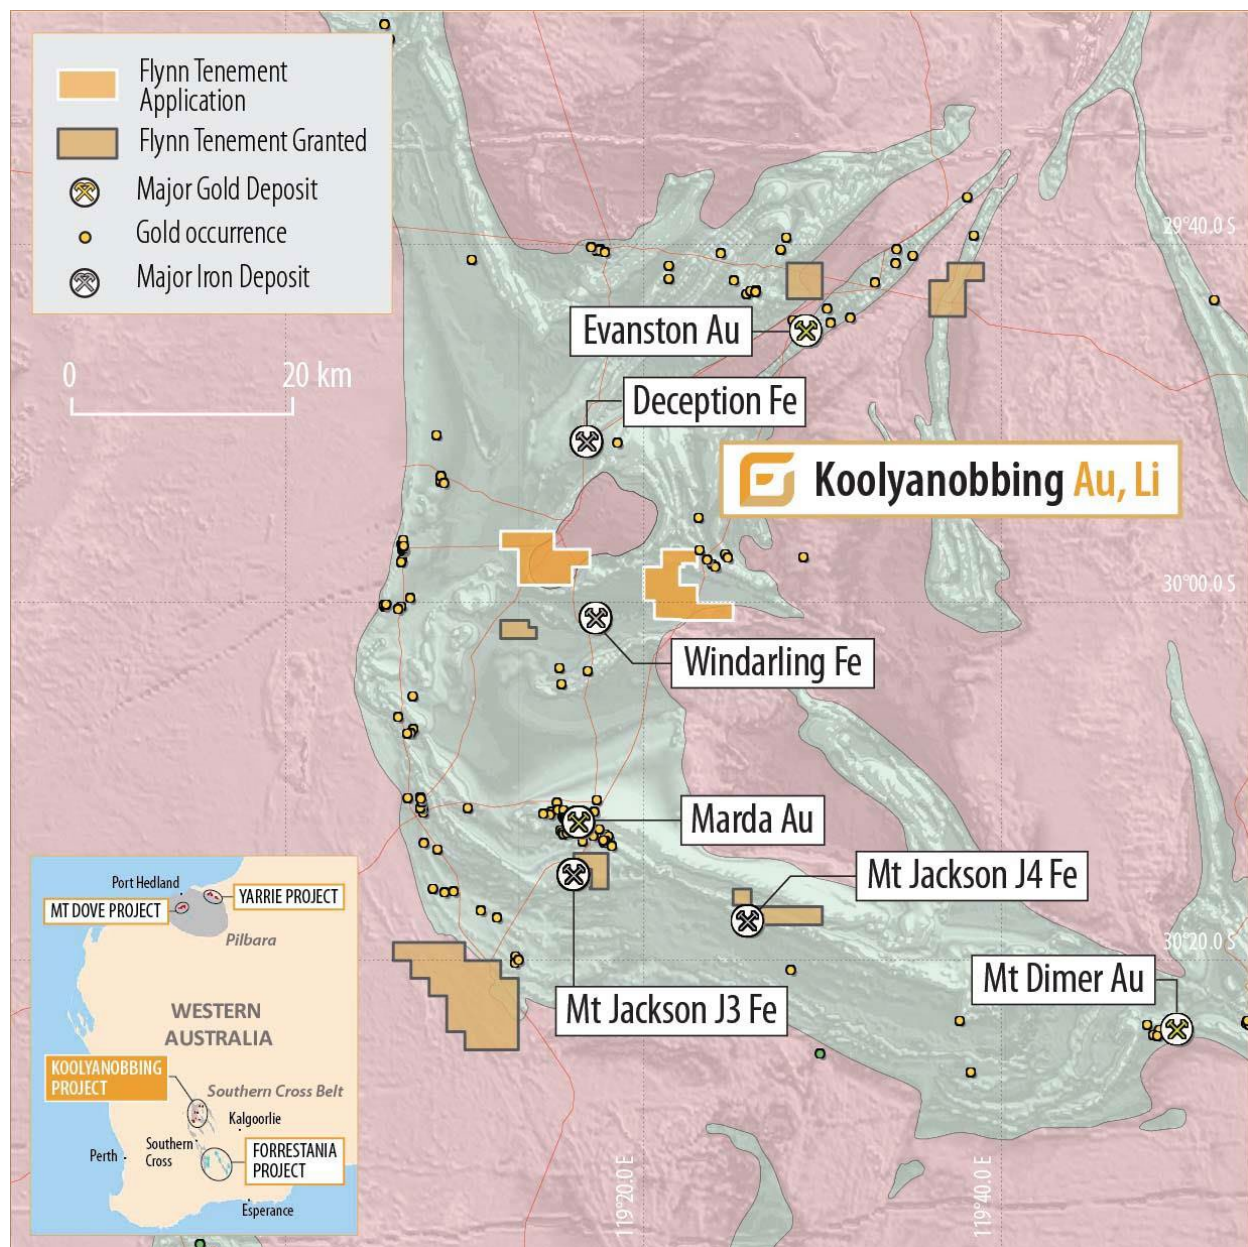 Flynn Tenement
Application
Flynn Tenement Granted
Major Gold Deposit
Gold occurrence
Major Iron Deposit
0 20 km
29°40.0 S
Evanston Au
Deception Fe
Koolyanobbing Au, Li
30°00.0 S
Windarling Fe
Marda Au
Mt Jackson J4 Fe
30°20.0 S
Mt Dimer Au
Mt Jackson J3 Fe
119°20.0 E
119°40.0 E
Port Hedland
YARRIE PROJECT
MT DOVE PROJECT
Pilbara
WESTERN
AUSTRALIA
KOOLYANOBBING
PROJECT
Southern Cross Belt
Kalgoorlie
Southern
Cross
Perth
FORRESTANIA
PROJECT
Esperance